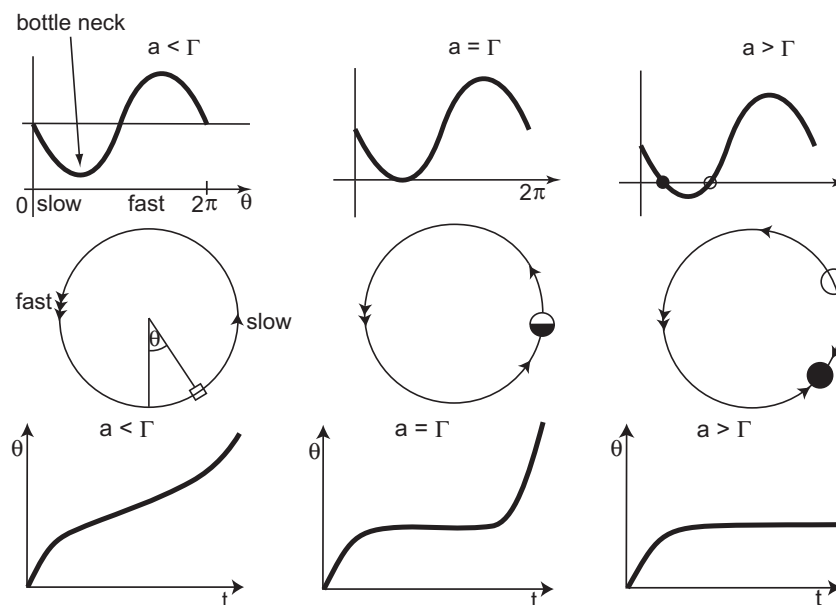 bottle neck
a < Γ
a = Γ
a > Γ
0 slow fast 2π θ
2π
fast
θ
slow
a < Γ
a = Γ
a > Γ
θ
θ
θ
t
t
t